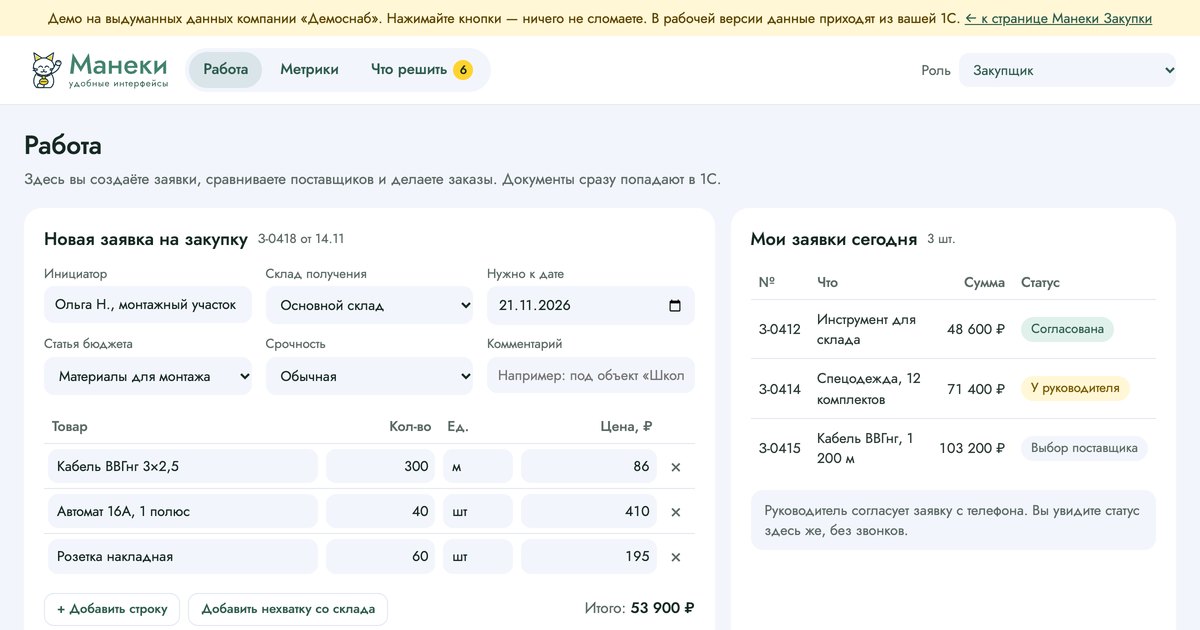 Демо на выдуманных данных компании «Демоснаб». Нажимайте кнопки — ничего не сломаете. В рабочей версии данные приходят из вашей 1С. ← к странице Манеки Закупки
Манеки
удобные интерфейсы
Работа
Метрики
Что решить 6
Роль
Закупщик
Работа
Здесь вы создаёте заявки, сравниваете поставщиков и делаете заказы. Документы сразу попадают в 1С.
Новая заявка на закупку З-0418 от 14.11
Инициатор Склад получения Нужно к дате
Ольга Н., монтажный участок Основной склад 21.11.2026
Статья бюджета Срочность Комментарий
Материалы для монтажа Обычная Например: под объект «Школ
Товар Кол-во Ед. Цена, ₽
Кабель ВВГнг 3×2,5 300 м 86 ×
Автомат 16А, 1 полюс 40 шт 410 ×
Розетка накладная 60 шт 195 ×
+ Добавить строку Добавить нехватку со склада Итого: 53 900 ₽
Мои заявки сегодня 3 шт.
№ Что Сумма Статус
З-0412 Инструмент для склада 48 600 ₽ Согласована
З-0414 Спецодежда, 12 комплектов 71 400 ₽ У руководителя
З-0415 Кабель ВВГнг, 1 200 м 103 200 ₽ Выбор поставщика
Руководитель согласует заявку с телефона. Вы увидите статус
здесь же, без звонков.